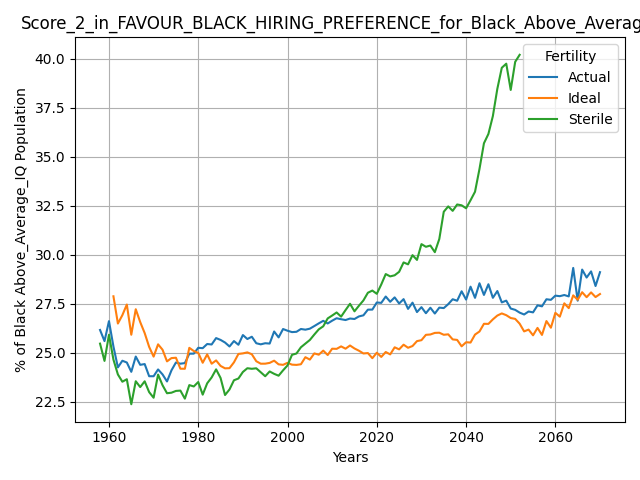 Score_2_in_FAVOUR_BLACK_HIRING_PREFERENCE_for_Black_Above_Averag
% of Black Above_Average_IQ Population
40.0
37.5
35.0
32.5
30.0
27.5
25.0
22.5
Fertility
Actual
Ideal
Sterile
1960
1980
2000
2020
2040
2060
Years